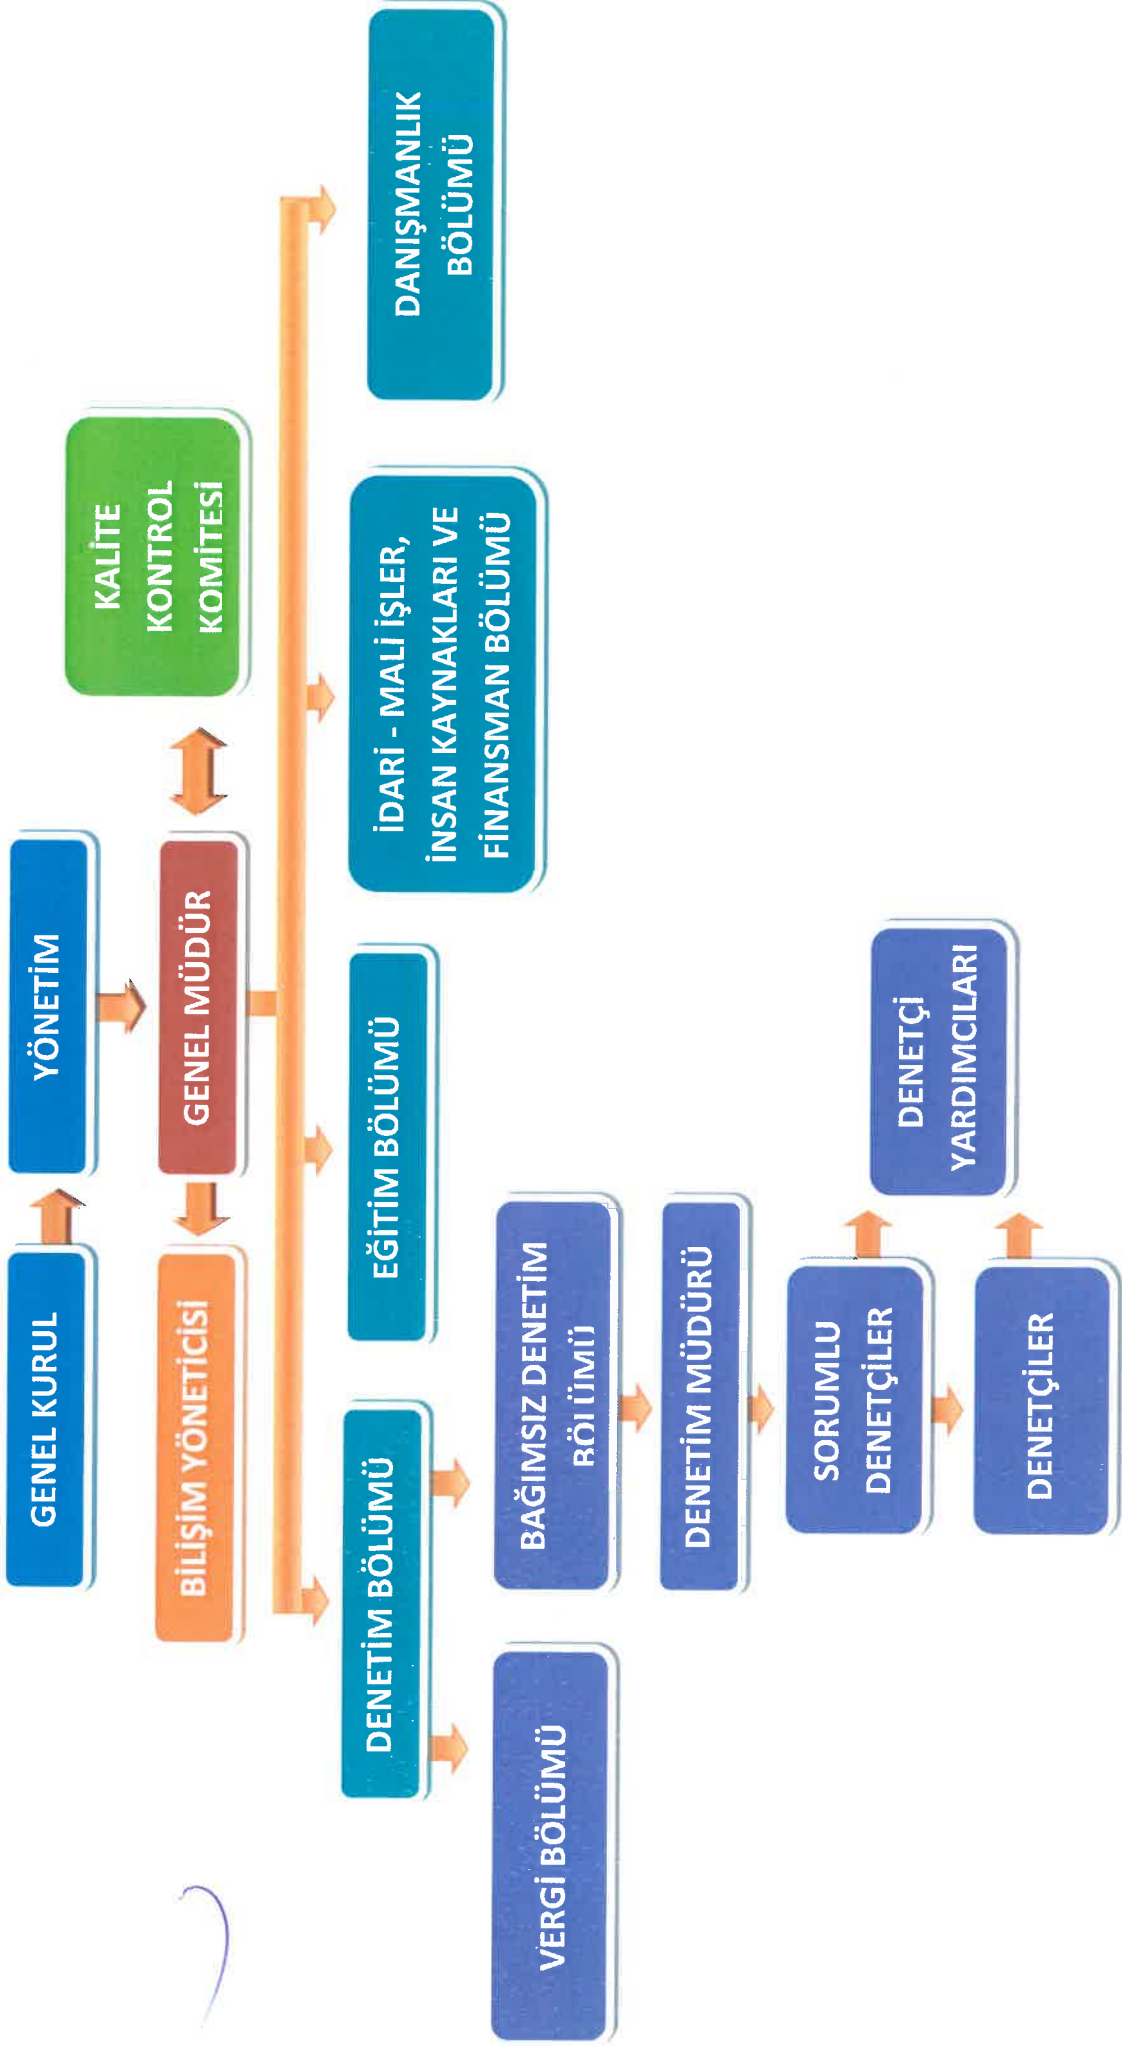 GENEL KURUL
YÖNETİM
BİLİŞİM YÖNETİCİSİ
GENEL MÜDÜR
KALİTE
KONTROL
KOMİTESİ
DENETİM BÖLÜMÜ
EĞİTİM BÖLÜMÜ
İDARİ - MALİ İŞLER,
İNSAN KAYNAKLARI VE
FİNANSMAN BÖLÜMÜ
DANIŞMANLIK
BÖLÜMÜ
VERGİ BÖLÜMÜ
BAĞIMSIZ DENETİM
BÖLÜMÜ
DENETİM MÜDÜRÜ
SORUMLU
DENETÇİLER
DENETÇİ
YARDIMCILARI
DENETÇİLER